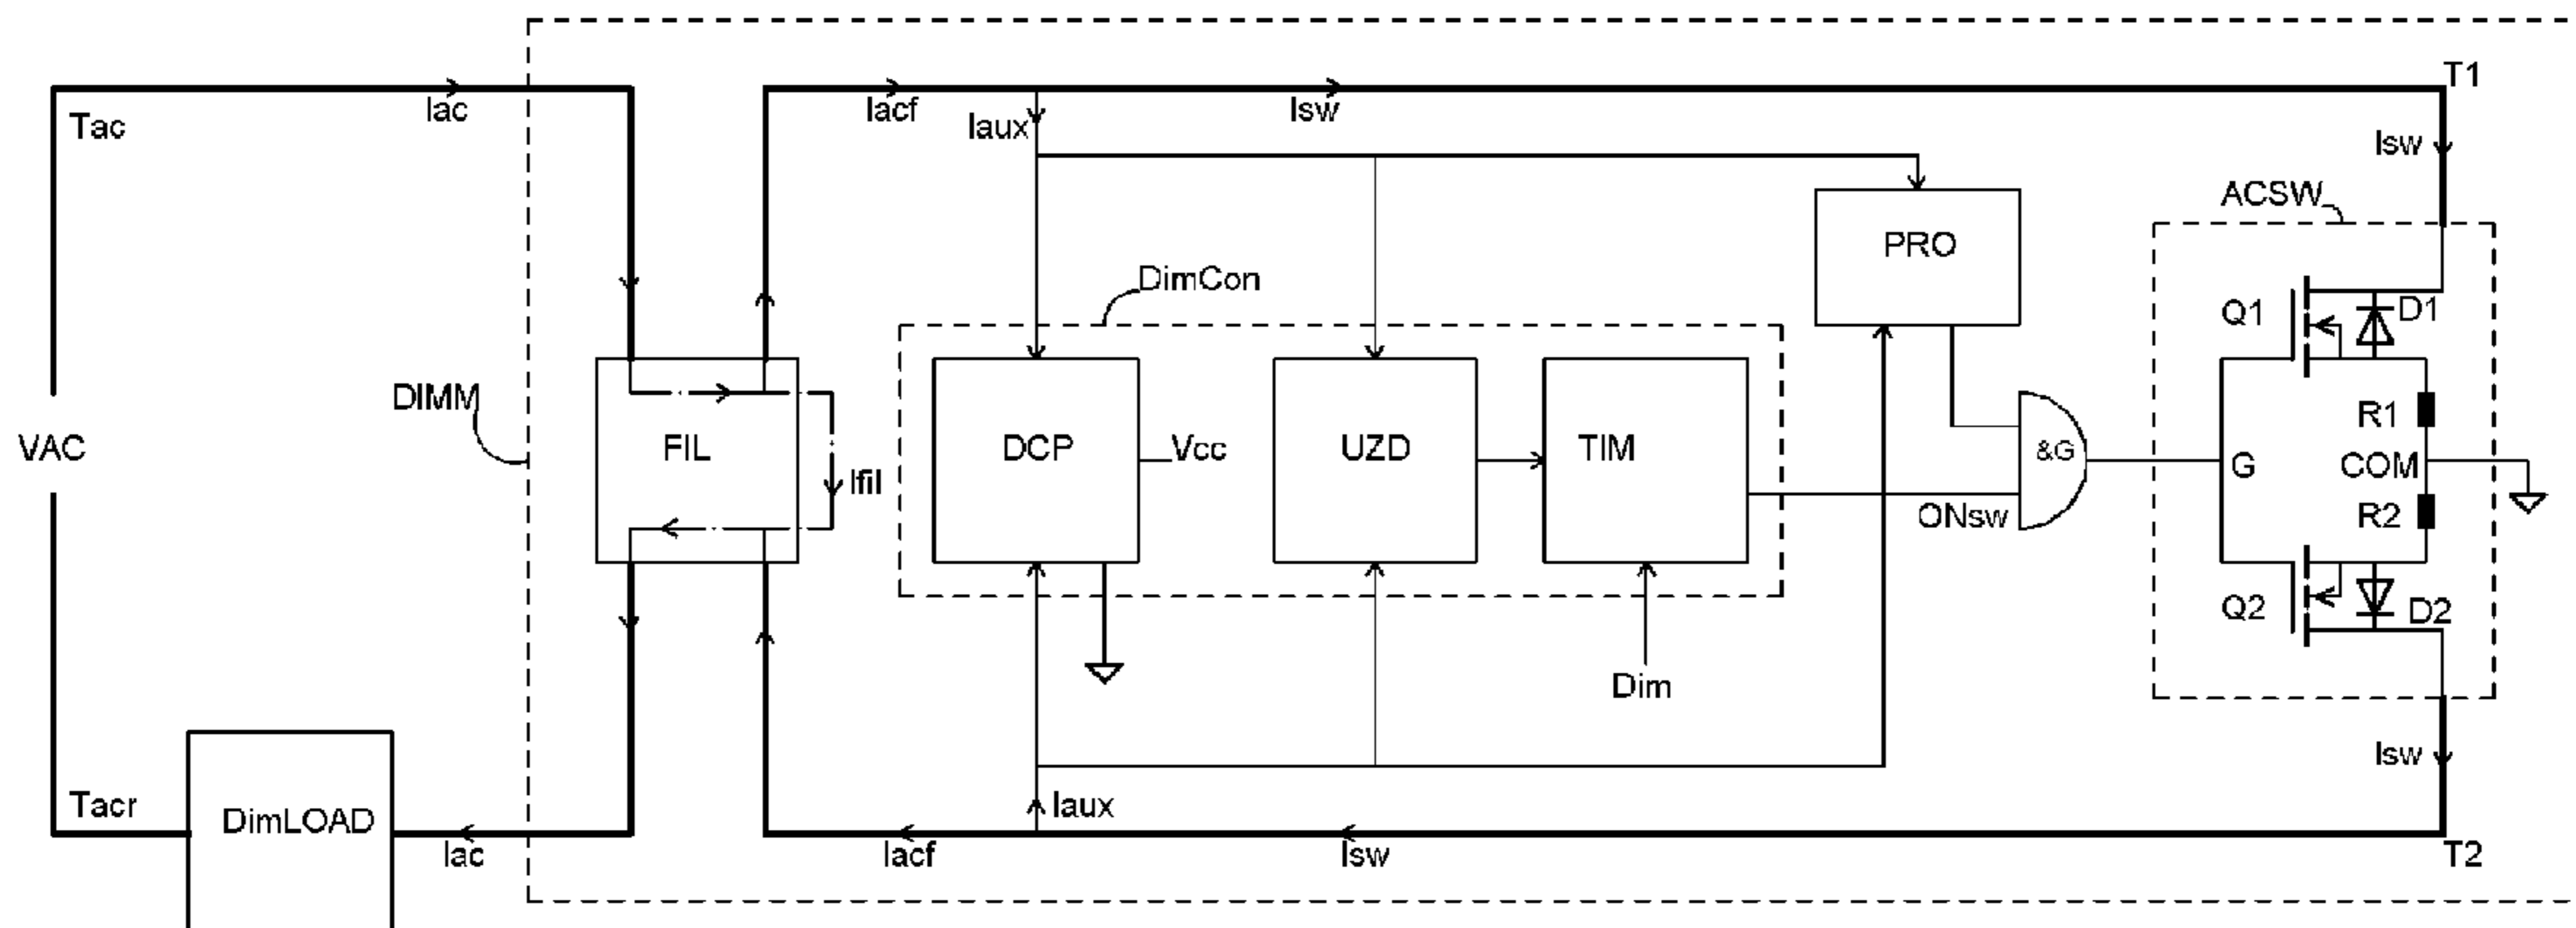 T1
Tac
Iac
Iacf
Iaux
Isw
Isw
ACSW
PRO
DimCon
Q1
D1
DIMM
R1
VAC
FIL
DCP
Vcc
UZD
TIM
&G
G
COM
Ifil
ONsw
R2
Q2
D2
Dim
Isw
Tacr
DimLOAD
Iaux
Iac
Iacf
Isw
T2